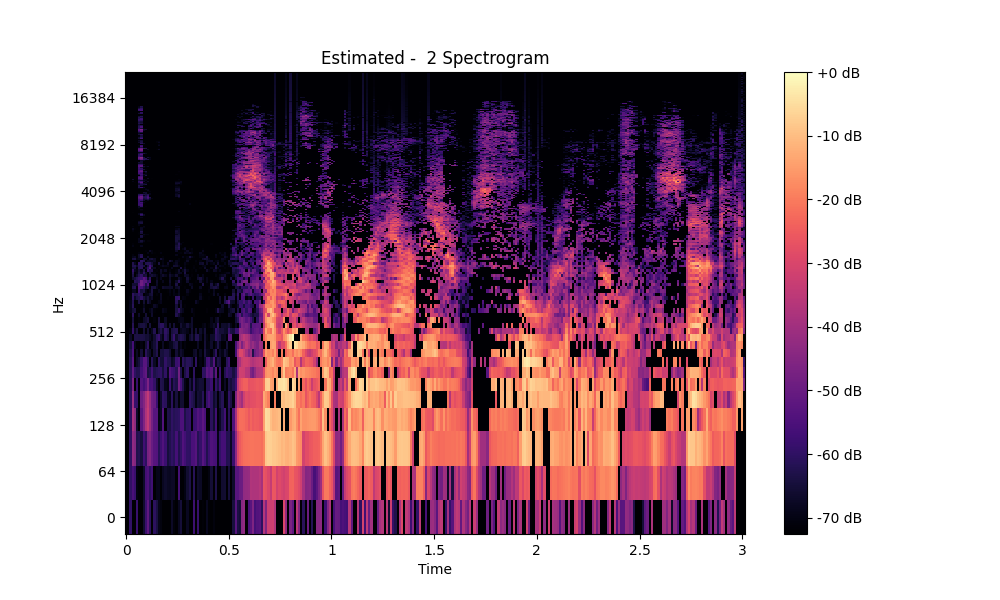 Estimated -  2 Spectrogram
Hz
16384
8192
4096
2048
1024
512
256
128
64
0
0
0.5
1
1.5
2
2.5
3
Time
+0 dB
-10 dB
-20 dB
-30 dB
-40 dB
-50 dB
-60 dB
-70 dB